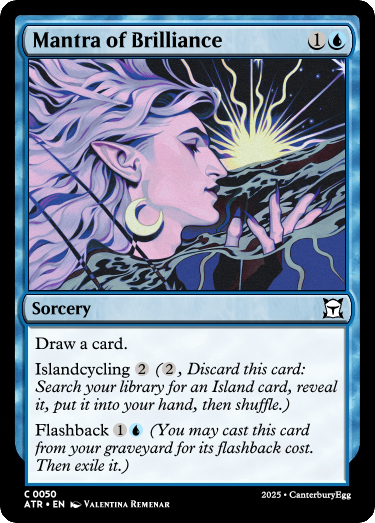 Mantra of Brilliance 1
Sorcery
Draw a card.
Islandcycling 2 (2, Discard this card:
Search your library for an Island card, reveal
it, put it into your hand, then shuffle.)
Flashback 1 (You may cast this card
from your graveyard for its flashback cost.
Then exile it.)
C 0050
ATR • EN VALENTINA REMENAR
2025 • CanterburyEgg